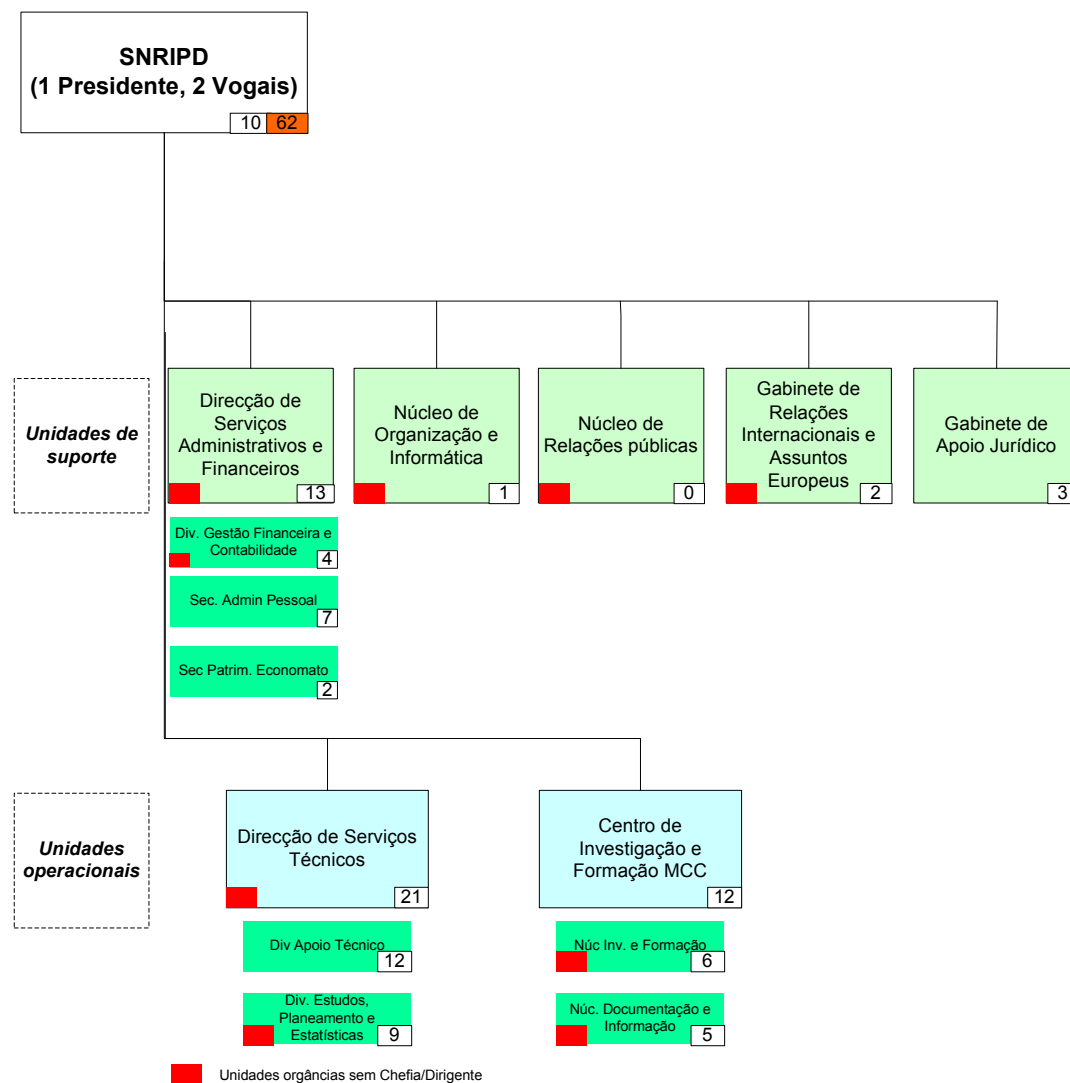 SNRIPD
(1 Presidente, 2 Vogais)
10 62
Unidades de
suporte
Direcção de
Serviços
Administrativos e
Financeiros
13
Núcleo de
Organização e
Informática
1
Núcleo de
Relações públicas
0
Gabinete de
Relações
Internacionais e
Assuntos
Europeus
2
Gabinete de
Apoio Jurídico
3
Div. Gestão Financeira e
Contabilidade
4
Sec. Admin Pessoal
7
Sec Patrim. Economato
2
Unidades
operacionais
Direcção de Serviços
Técnicos
21
Centro de
Investigação e
Formação MCC
12
Div Apoio Técnico
12
Núc Inv. e Formação
6
Div. Estudos,
Planeamento e
Estatísticas
9
Núc. Documentação e
Informação
5
Unidades orgâncias sem Chefia/Dirigente